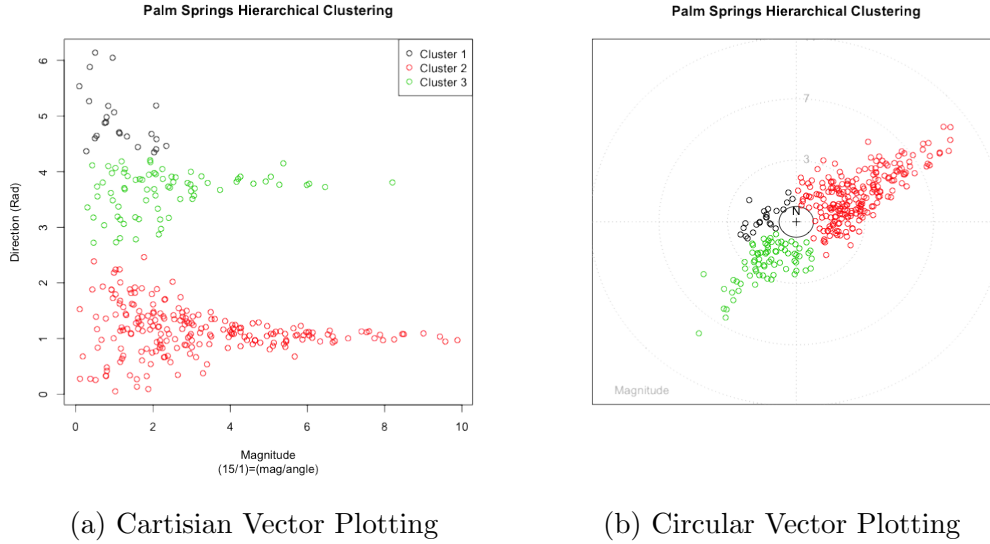 Palm Springs Hierarchical Clustering
Cluster 1
Cluster 2
Cluster 3
6
5
4
3
2
1
0
Direction (Rad)
0 2 4 6 8 10
Magnitude
(15/1)=(mag/angle)
(a) Cartisian Vector Plotting
Palm Springs Hierarchical Clustering
7
3
N
Magnitude
(b) Circular Vector Plotting